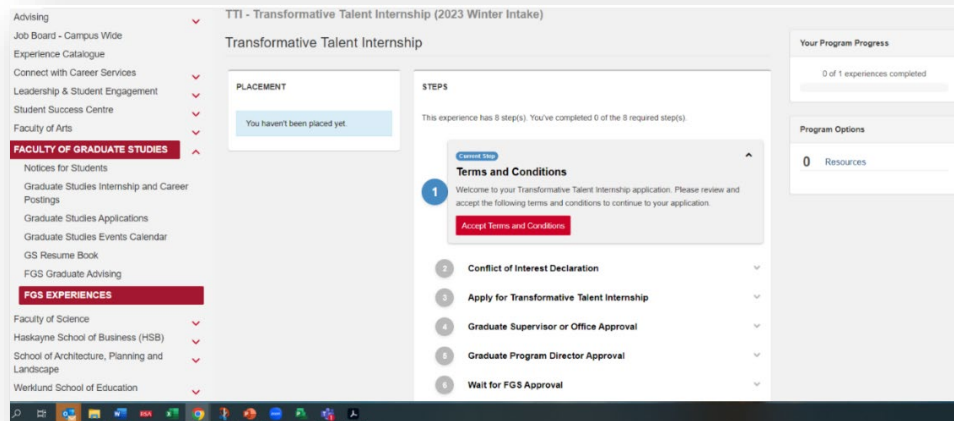 Advising
Job Board - Campus Wide
Experience Catalogue
Connect with Career Services
Leadership & Student Engagement
Student Success Centre
Faculty of Arts
FACULTY OF GRADUATE STUDIES
Notices for Students
Graduate Studies Internship and Career
Postings
Graduate Studies Applications
Graduate Studies Events Calendar
GS Resume Book
FGS Graduate Advising
FGS EXPERIENCES
Faculty of Science
Haskayne School of Business (HSB)
School of Architecture, Planning and
Landscape
Werklund School of Education
TTI - Transformative Talent Internship (2023 Winter Intake)
Transformative Talent Internship
PLACEMENT
You haven't been placed yet.
STEPS
This experience has 8 step(s). You've completed 0 of the 8 required step(s).
Current Step
1
Terms and Conditions
Welcome to your Transformative Talent Internship application. Please review and
accept the following terms and conditions to continue to your application.
Accept Terms and Conditions
2 Conflict of Interest Declaration
3 Apply for Transformative Talent Internship
4 Graduate Supervisor or Office Approval
5 Graduate Program Director Approval
6 Wait for FGS Approval
Your Program Progress
0 of 1 experiences completed
Program Options
0 Resources